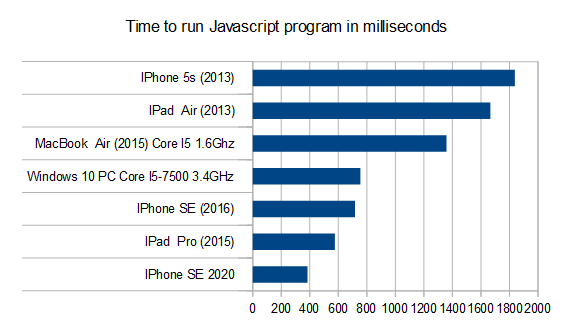 Time to run Javascript program in milliseconds
IPhone 5s (2013)
IPad Air (2013)
MacBook Air (2015) Core I5 1.6Ghz
Windows 10 PC Core I5-7500 3.4GHz
IPhone SE (2016)
IPad Pro (2015)
IPhone SE 2020
0 200 400 600 800 1000 1200 1400 1600 1800 2000